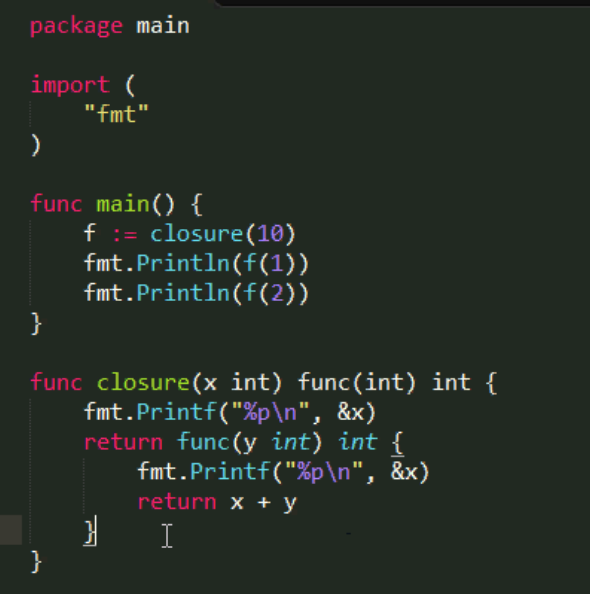 package main
import (
    "fmt"
)
func main() {
    f := closure(10)
    fmt.Println(f(1))
    fmt.Println(f(2))
}
func closure(x int) func(int) int {
    fmt.Printf("%p\n", &x)
    return func(y int) int {
        fmt.Printf("%p\n", &x)
        return x + y
    }
}